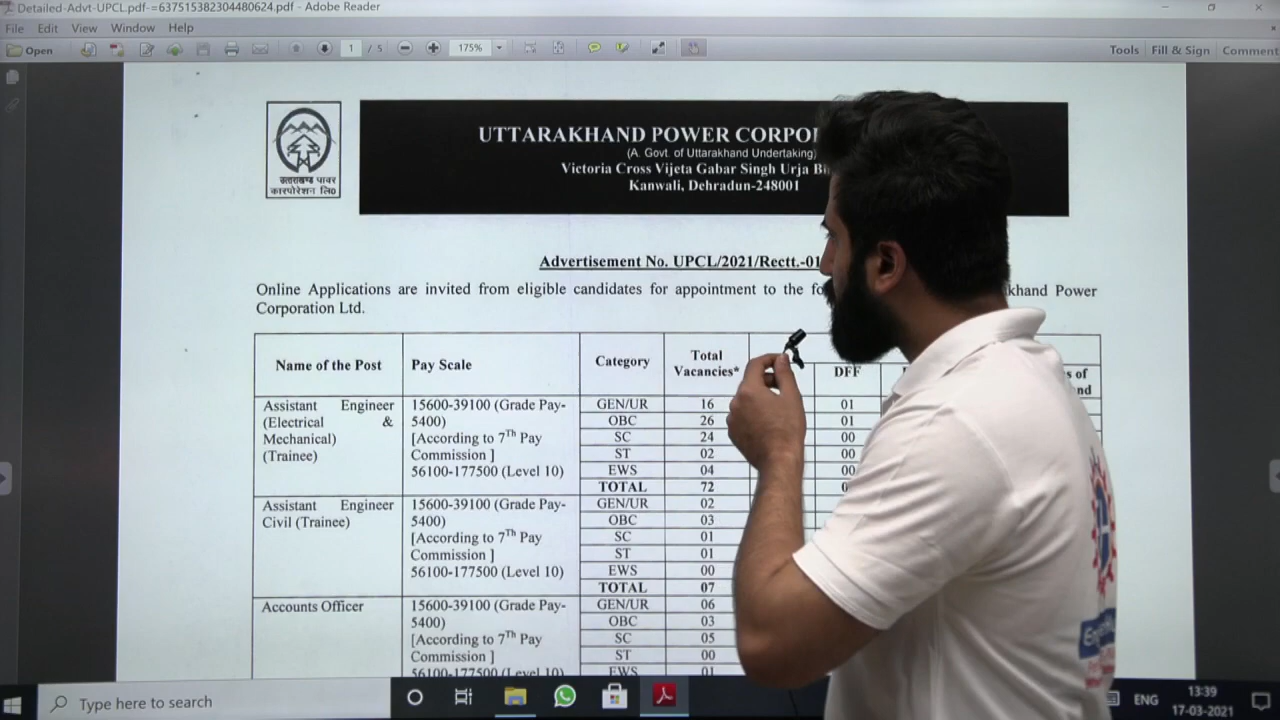 Detailed-Advt-UPCL.pdf-=637515382304480624.pdf - Adobe Reader
File Edit View Window Help
Open 1 / 5 175% Tools Fill & Sign Comment
UTTARAKHAND POWER
(A. Govt. of Uttarakhand Undertaking)
Victoria Cross Vijeta Gabar Singh Urja
Kanwali, Dehradun-248001
उत्तराखण्ड पावर
कारपोरेशन लि0
Advertisement No. UPCL/2021/Rectt.-01
Online Applications are invited from eligible candidates for appointment to the Power
Corporation Ltd.
Name of the Post Pay Scale Category Total Vacancies* DFF of
Assistant Engineer 15600-39100 (Grade Pay- GEN/UR 16 01
(Electrical & 5400) OBC 26 01
Mechanical) [According to 7Th Pay SC 24 00
(Trainee) Commission ] ST 02 00
56100-177500 (Level 10) EWS 04 00
TOTAL 72
Assistant Engineer 15600-39100 (Grade Pay- GEN/UR 02
Civil (Trainee) 5400) OBC 03
[According to 7Th Pay SC 01
Commission ] ST 01
56100-177500 (Level 10) EWS 00
TOTAL 07
Accounts Officer 15600-39100 (Grade Pay- GEN/UR 06
5400) OBC 03
[According to 7Th Pay SC 05
Commission ] ST 00
56100-177500 (Level 10) EWS 01
Type here to search ENG 13:39
17-03-2021